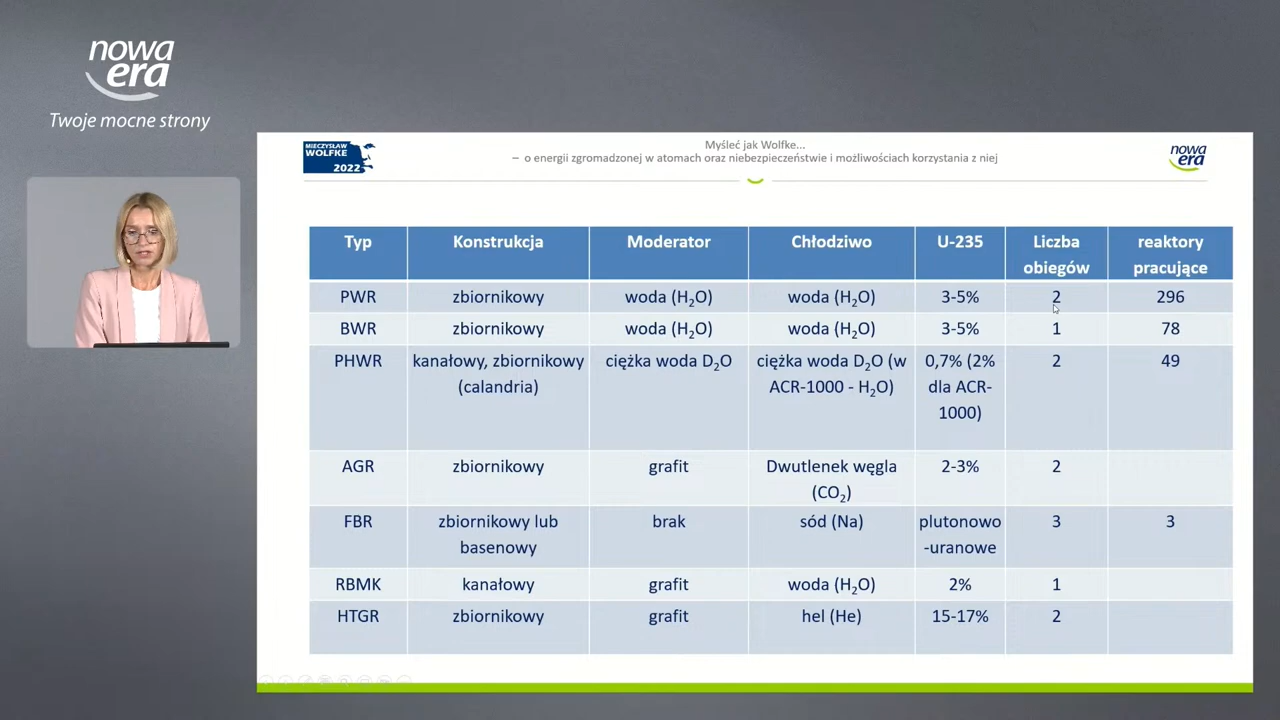 nowa
era
Twoje mocne strony
MIECZYSŁAW
WOLFKE
2022
Myśleć jak Wolfke...
– o energii zgromadzonej w atomach oraz niebezpieczeństwie i możliwościach korzystania z niej
nowa
era
Typ Konstrukcja Moderator Chłodziwo U-235 Liczba obiegów reaktory pracujące
PWR zbiornikowy woda (H₂O) woda (H₂O) 3-5% 2 296
BWR zbiornikowy woda (H₂O) woda (H₂O) 3-5% 1 78
PHWR kanałowy, zbiornikowy (calandria) ciężka woda D₂O ciężka woda D₂O (w ACR-1000 - H₂O) 0,7% (2% dla ACR-1000) 2 49
AGR zbiornikowy grafit Dwutlenek węgla (CO₂) 2-3% 2
FBR zbiornikowy lub basenowy brak sód (Na) plutonowo-uranowe 3 3
RBMK kanałowy grafit woda (H₂O) 2% 1
HTGR zbiornikowy grafit hel (He) 15-17% 2